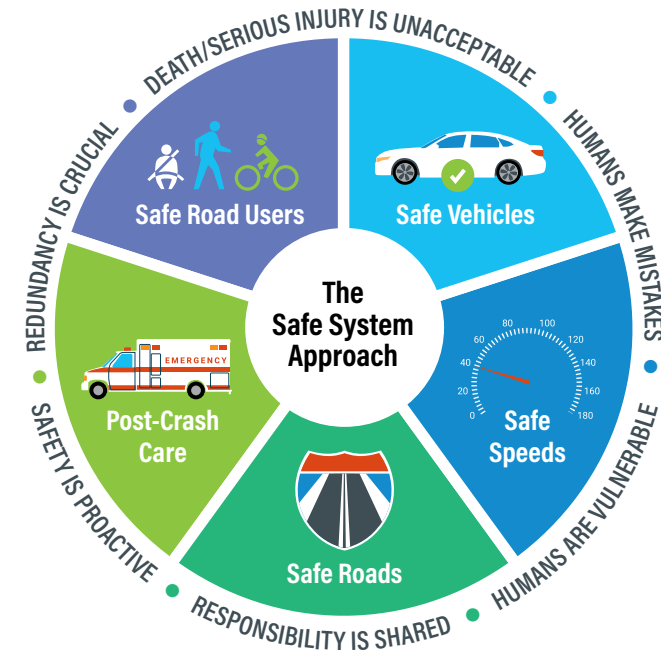 DEATH/SERIOUS INJURY IS UNACCEPTABLE
HUMANS MAKE MISTAKES
HUMANS ARE VULNERABLE
RESPONSIBILITY IS SHARED
SAFETY IS PROACTIVE
REDUNDANCY IS CRUCIAL
Safe Road Users
Safe Vehicles
The
Safe System
Approach
EMERGENCY
Post-Crash
Care
0
20
40
60
80
100
120
140
160
180
Safe
Speeds
Safe Roads